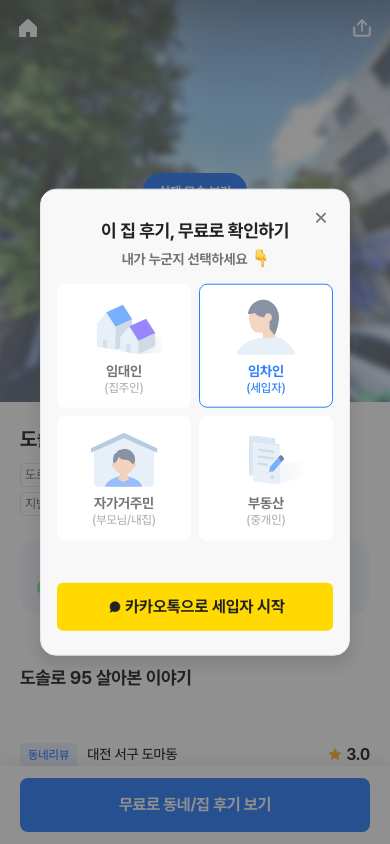 이 집 후기, 무료로 확인하기
내가 누군지 선택하세요 👇
임대인
(집주인)
임차인
(세입자)
자가거주민
(부모님/내집)
부동산
(중개인)
카카오톡으로 세입자 시작
도솔로 95 살아본 이야기
동네리뷰 대전 서구 도마동 3.0
무료로 동네/집 후기 보기